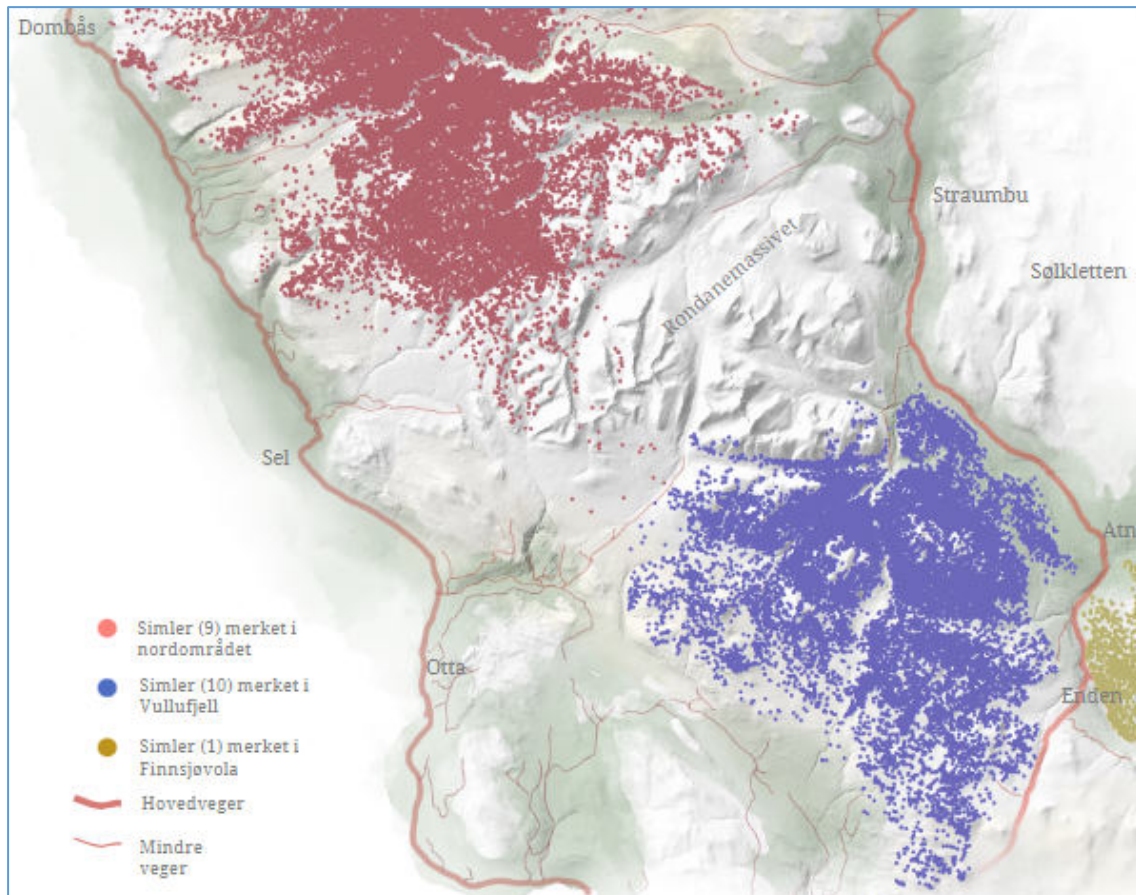 Dombås
Straumbu
Rondanemassivet
Sølkletten
Sel
Atn
Simler (9) merket i
nordområdet
Otta
Simler (10) merket i
Vullufjell
Enden
Simler (1) merket i
Finnsjøvola
Hovedveger
Mindre
veger